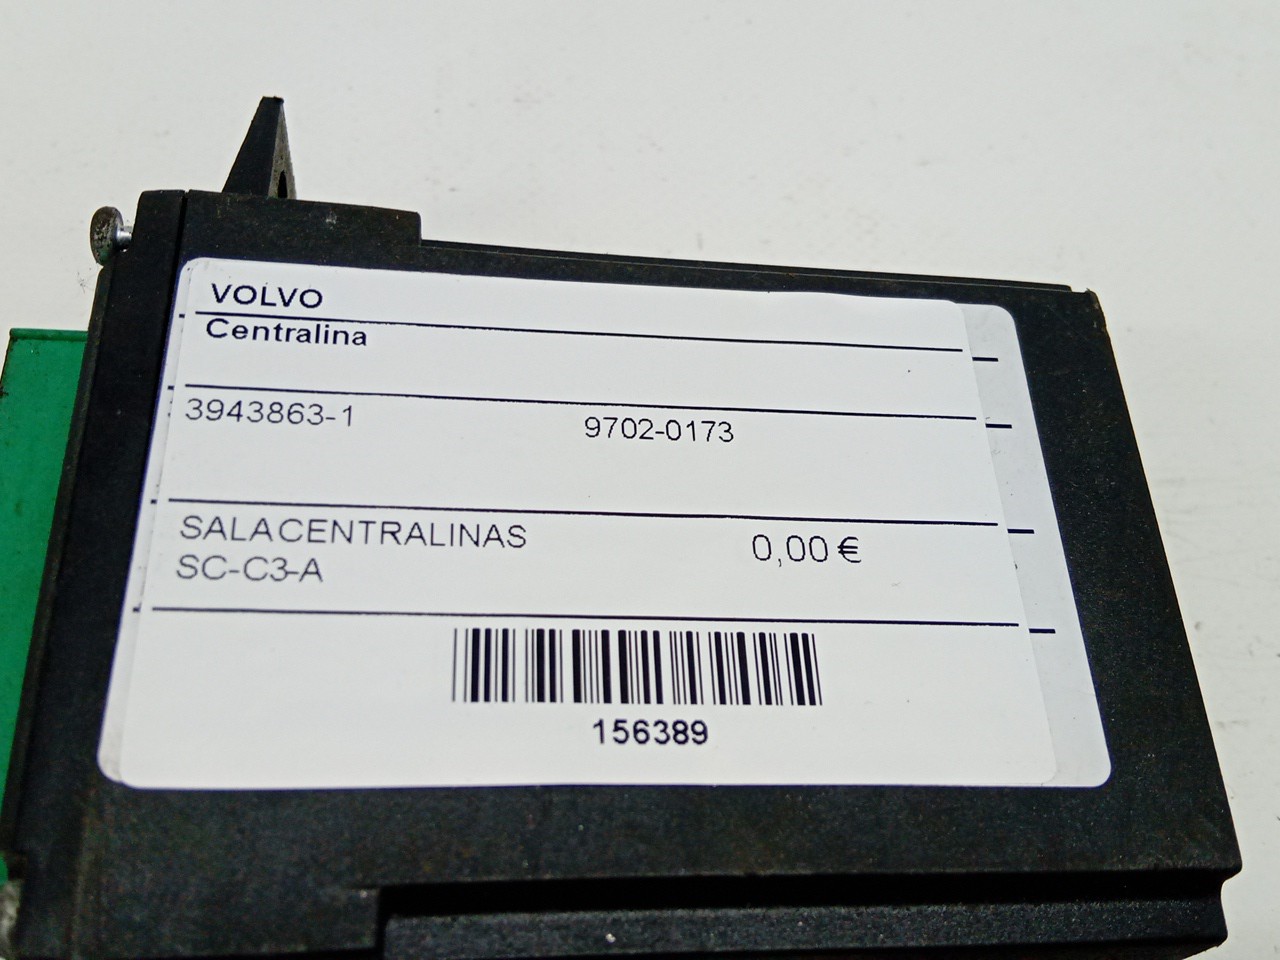 VOLVO
Centralina
3943863-1 9702-0173
SALACENTRALINAS 0,00 €
SC-C3-A
156389